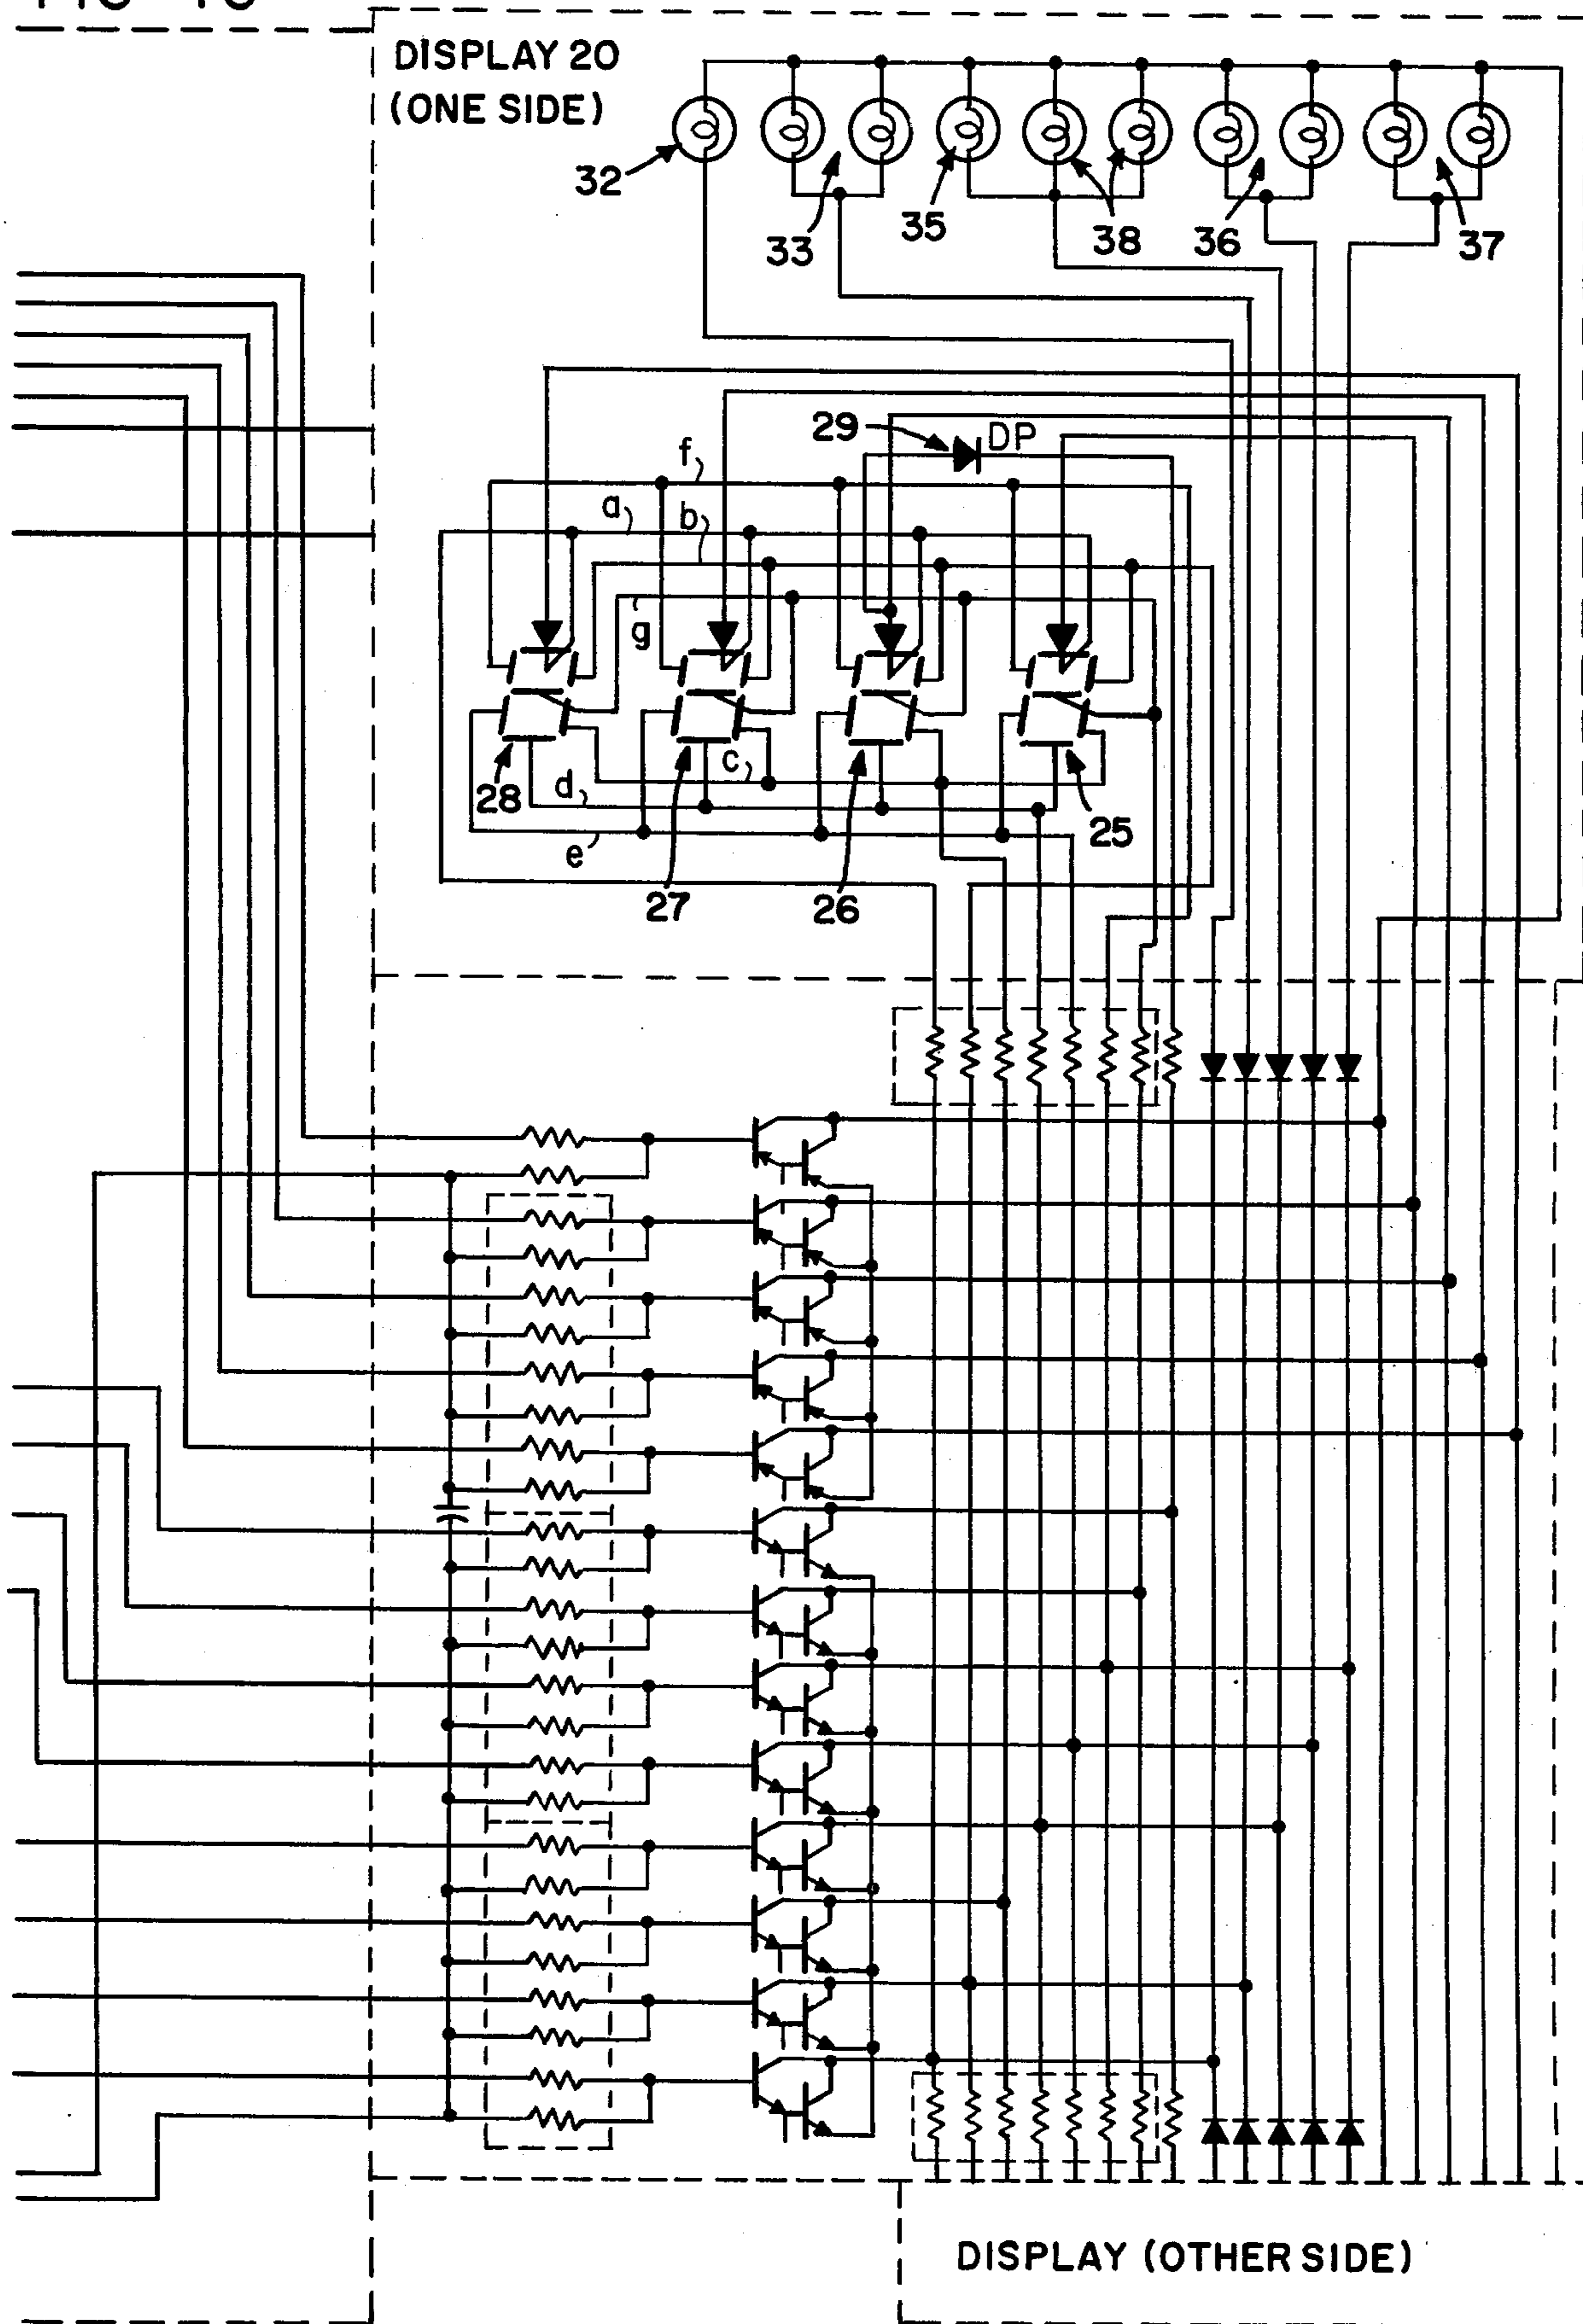 DISPLAY 20
(ONE SIDE)
32
33
35
38
36
37
29
DP
f
a
b
g
28
d
c
25
e
27
26
DISPLAY (OTHER SIDE)